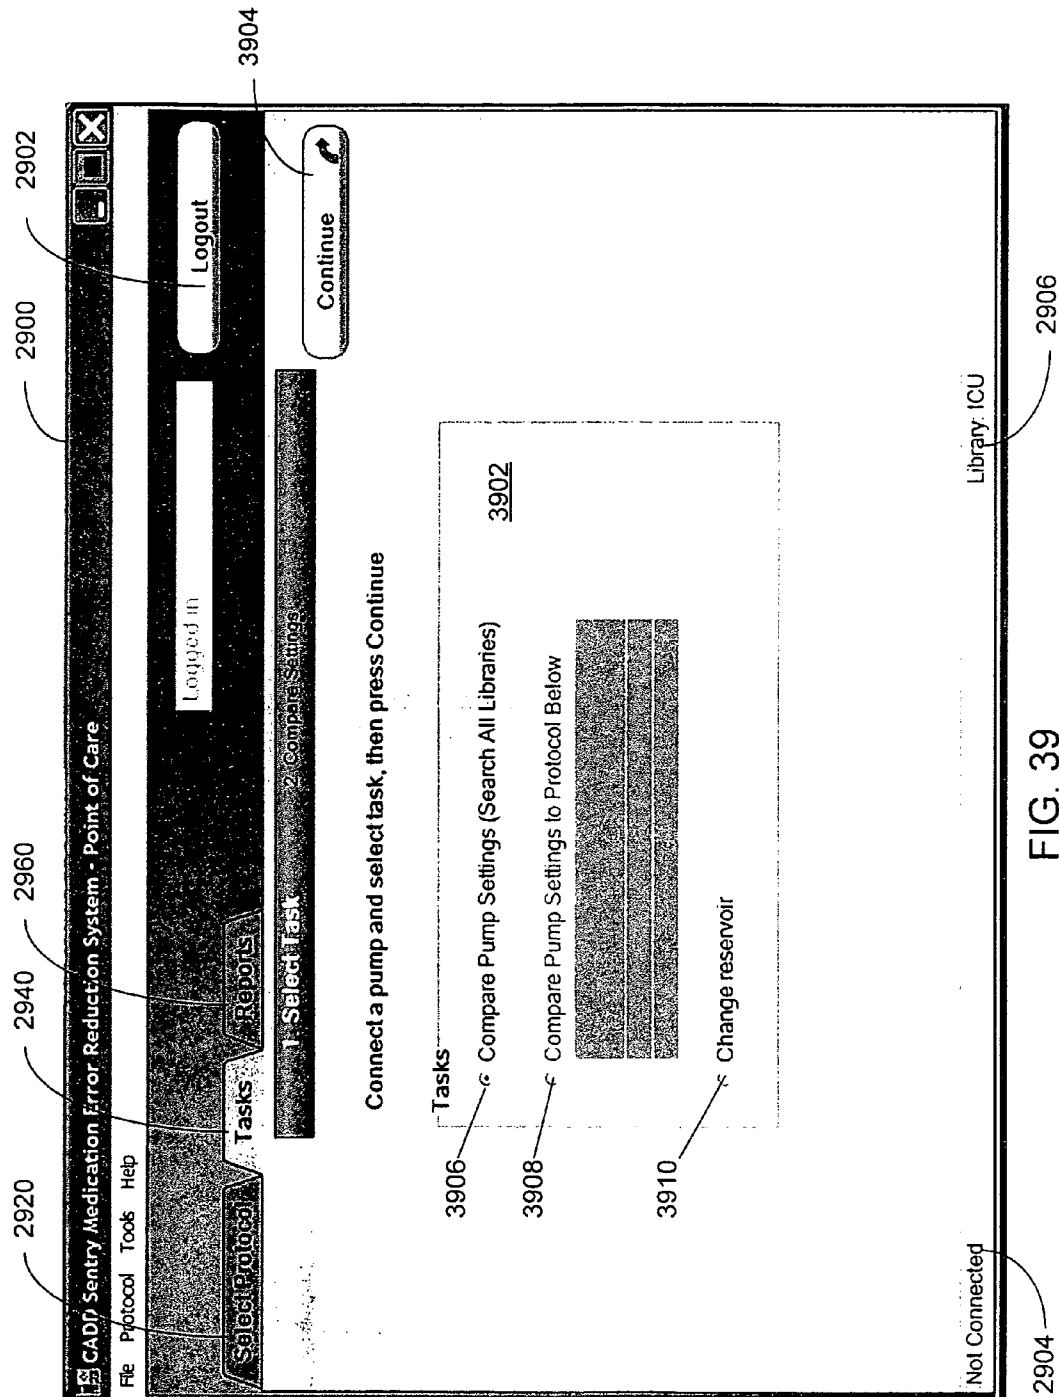 2900
2902
2920
2940
2960
3904
CADD Sentry Medication Error Reduction System - Point of Care
File Protocol Tools Help
Select Protocol
Tasks
Reports
Logged in
Logout
1. Select Task
2. Compare Settings
Continue
Connect a pump and select task, then press Continue
Tasks
3902
3906
Compare Pump Settings (Search All Libraries)
3908
Compare Pump Settings to Protocol Below
3910
Change reservoir
Not Connected
Library: ICU
2904
2906
FIG. 39